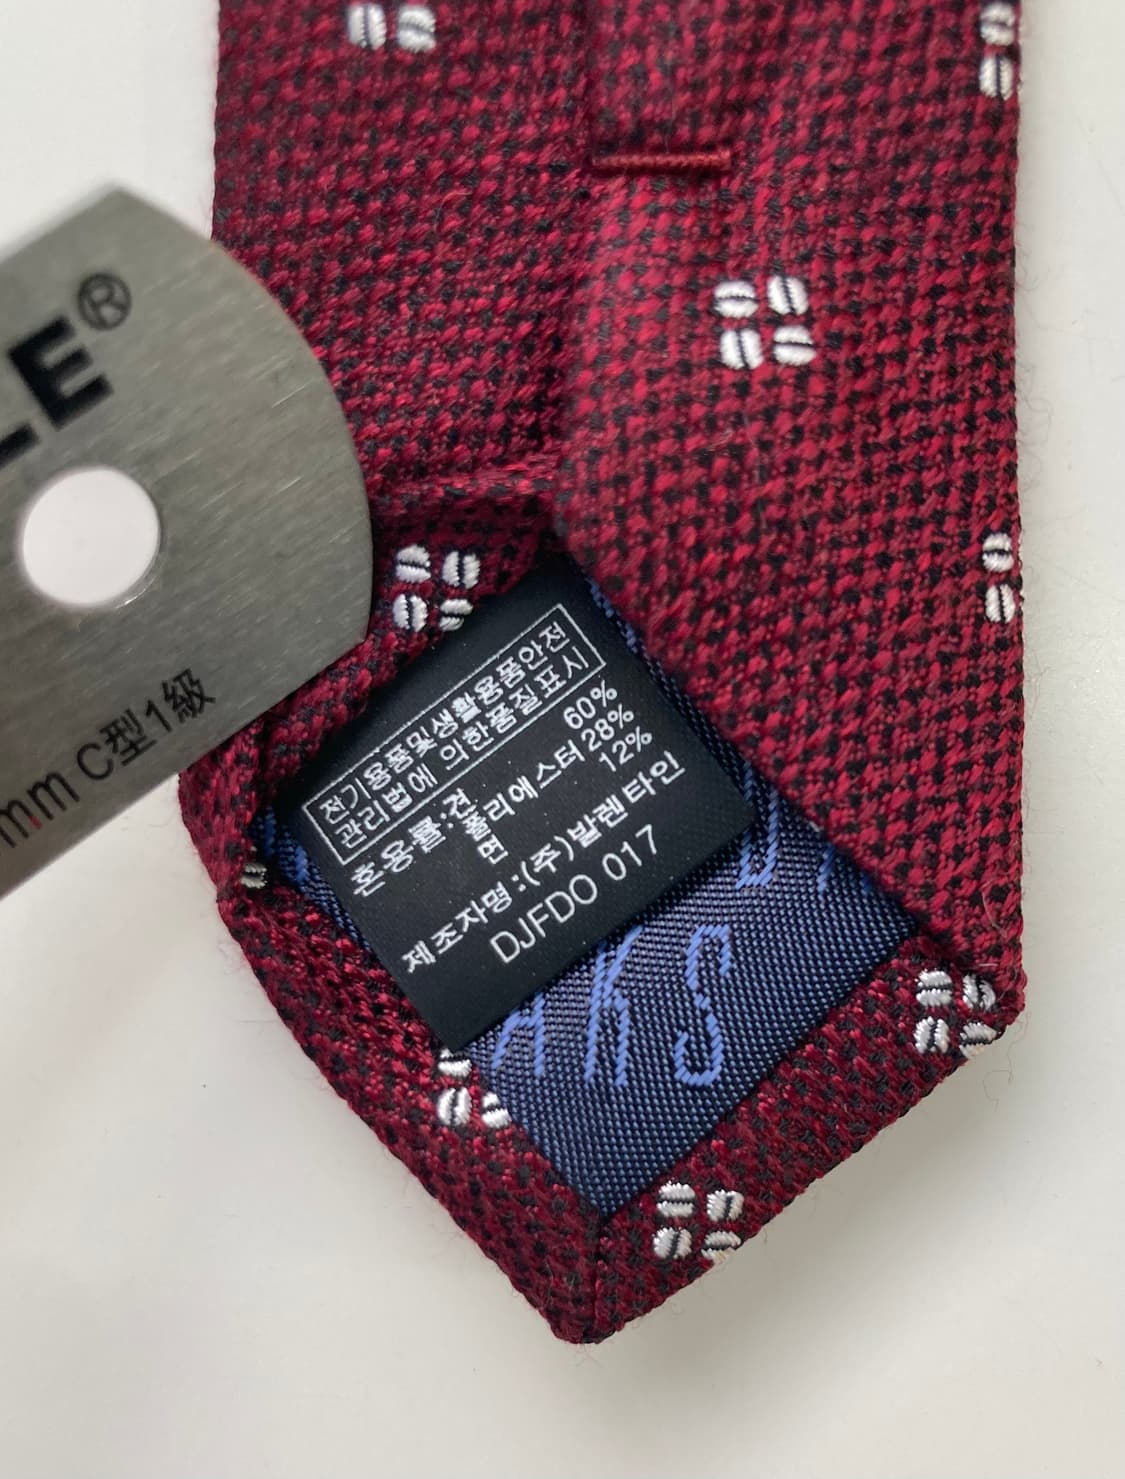 LE®
mm C型1級
전기용품및생활용품안전
관리법에 의한품질표시
혼용률:견 60%
폴리에스터 28%
면 12%
제조자명:(주)발렌타인
DJFDO 017
AKS